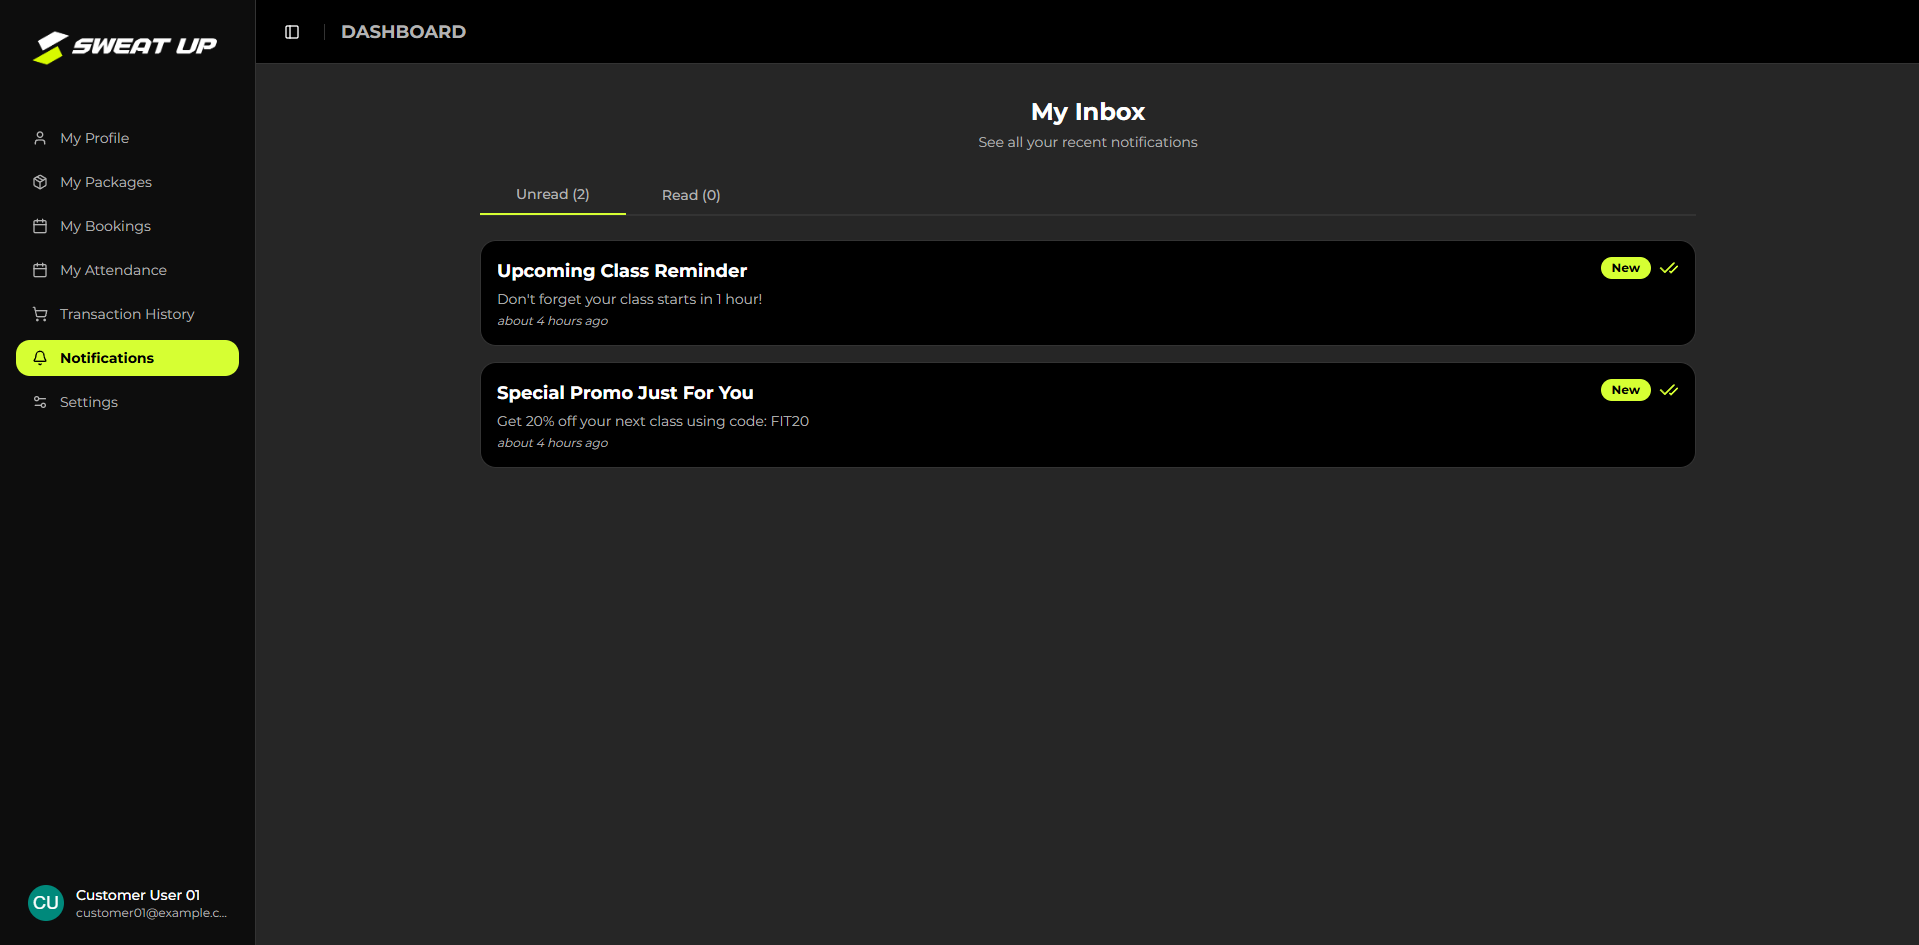 SWEAT UP
DASHBOARD
My Profile
My Packages
My Bookings
My Attendance
Transaction History
Notifications
Settings
My Inbox
See all your recent notifications
Unread (2)
Read (0)
Upcoming Class Reminder
New
Don't forget your class starts in 1 hour!
about 4 hours ago
Special Promo Just For You
New
Get 20% off your next class using code: FIT20
about 4 hours ago
CU
Customer User 01
customer01@example.c...